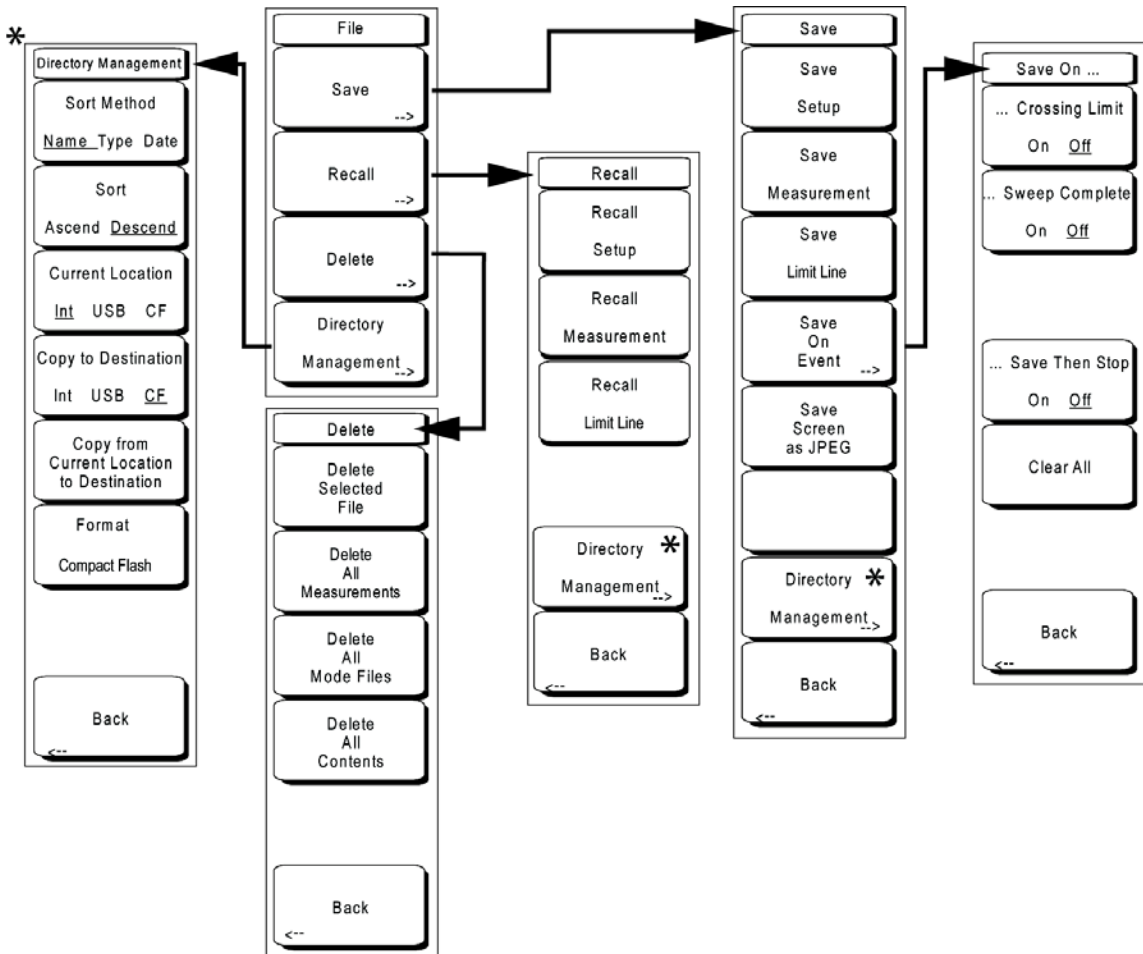 *
Directory Management
Sort Method
Name Type Date
Sort
Ascend Descend
Current Location
Int USB CF
Copy to Destination
Int USB CF
Copy from
Current Location
to Destination
Format
Compact Flash
Back
<--
File
Save
-->
Recall
-->
Delete
-->
Directory
Management
-->
Delete
Delete
Selected
File
Delete
All
Measurements
Delete
All
Mode Files
Delete
All
Contents
Back
<--
Recall
Recall
Setup
Recall
Measurement
Recall
Limit Line
Directory *
Management
-->
Back
<--
Save
Save
Setup
Save
Measurement
Save
Limit Line
Save
On
Event
-->
Save
Screen
as JPEG
Directory *
Management
-->
Back
<--
Save On ...
... Crossing Limit
On Off
... Sweep Complete
On Off
... Save Then Stop
On Off
Clear All
Back
<--